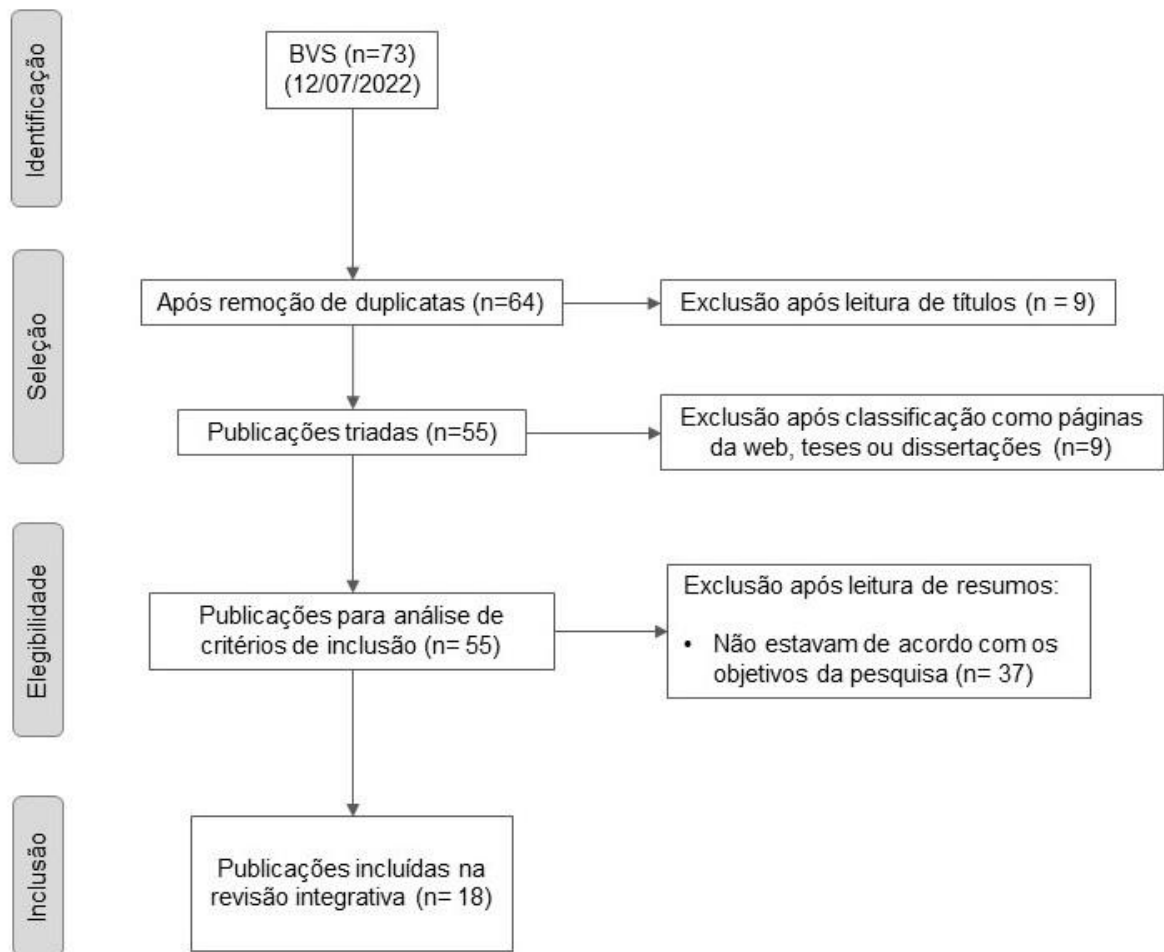 Identificação
BVS (n=73)
(12/07/2022)
Seleção
Após remoção de duplicatas (n=64)
Exclusão após leitura de títulos (n = 9)
Publicações triadas (n=55)
Exclusão após classificação como páginas
da web, teses ou dissertações (n=9)
Elegibilidade
Publicações para análise de
critérios de inclusão (n= 55)
Exclusão após leitura de resumos:
• Não estavam de acordo com os
objetivos da pesquisa (n= 37)
Inclusão
Publicações incluídas na
revisão integrativa (n= 18)